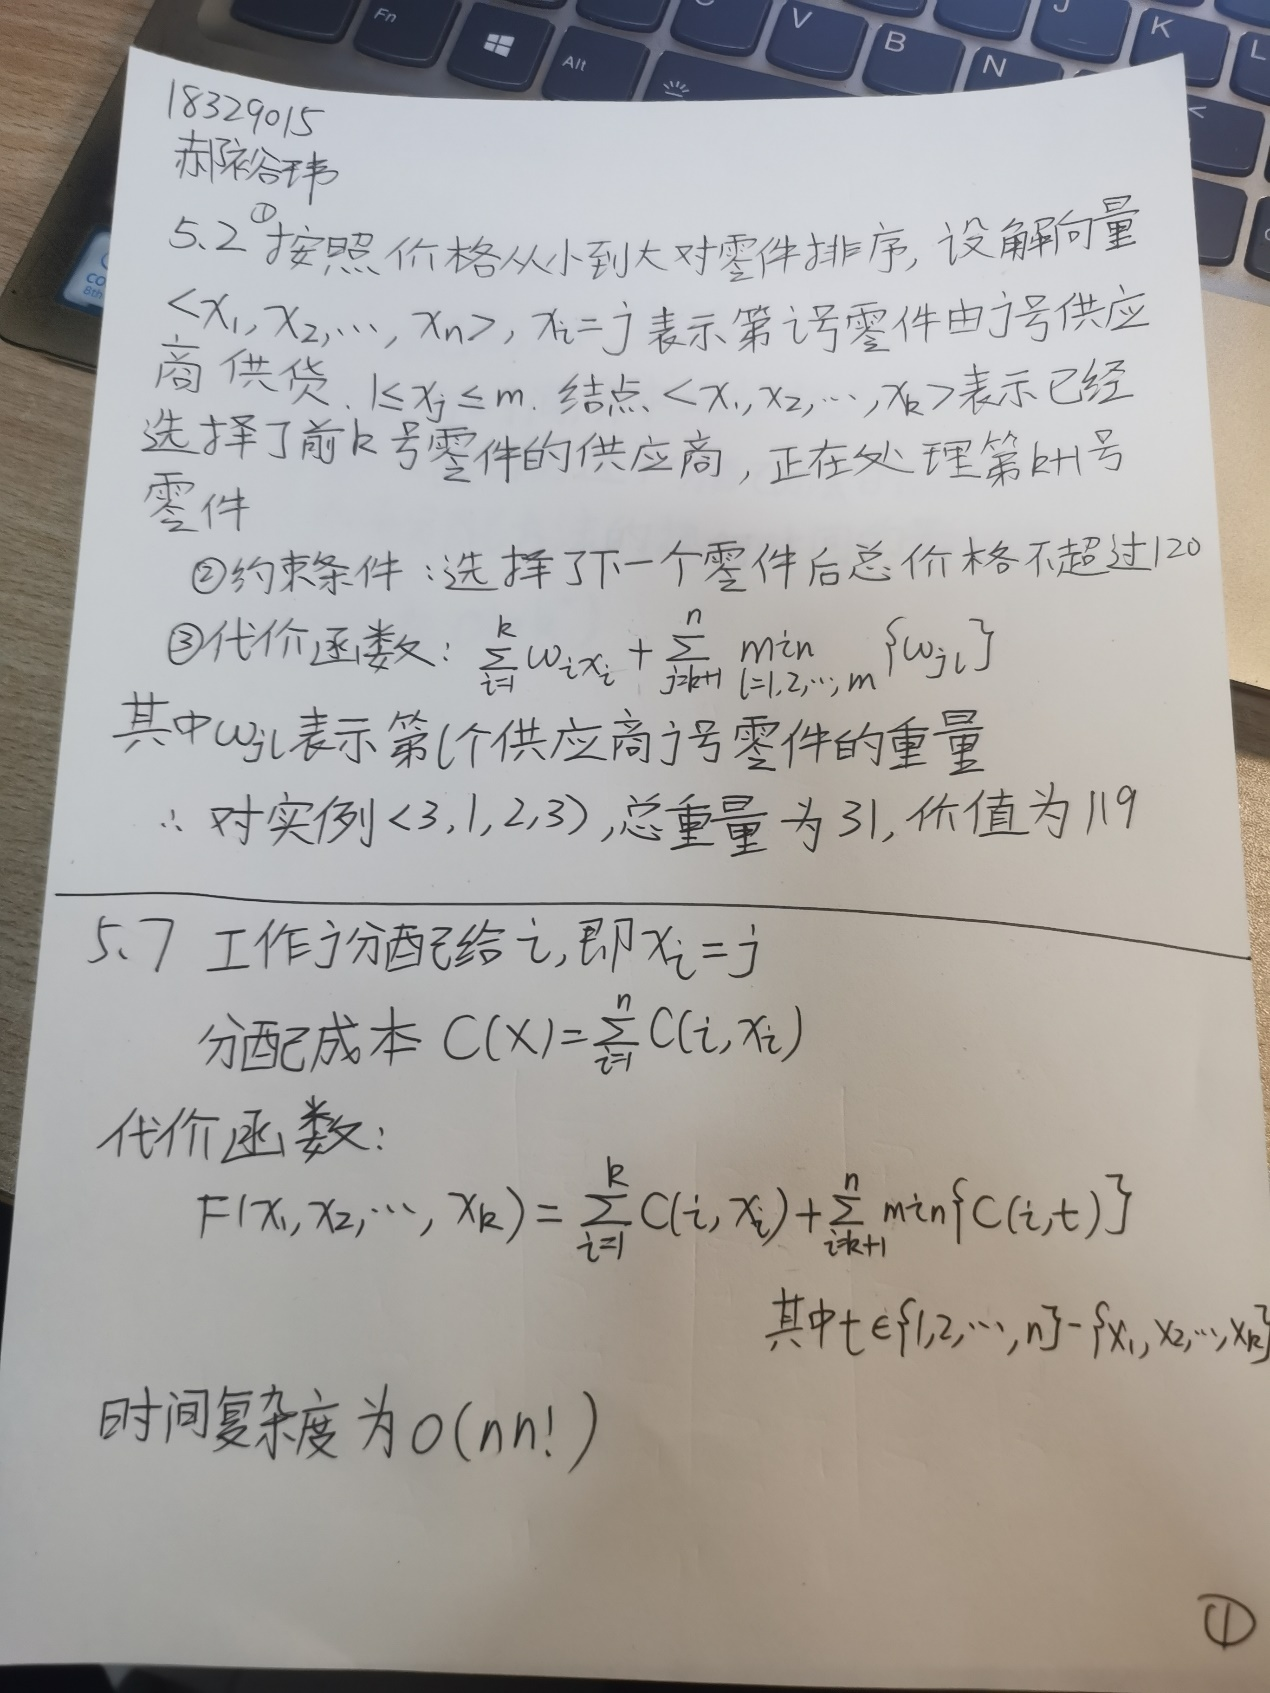 Fn
Alt
C
V
B
N
J
K
L
<
18329015
郝裕玮
5.2 ①按照价格从小到大对零件排序, 设解向量
<x₁, x₂, ⋯, xₙ>, xᵢ=j表示第i号零件由j号供应
商供货. 1≤xⱼ≤m. 结点<x₁, x₂, ⋯, xₖ>表示已经
选择了前k号零件的供应商, 正在处理第k+1号
零件
②约束条件:选择了下一个零件后总价格不超过120
③代价函数: ∑_{i=1}^{k} ω_{ix_i} + ∑_{j=k+1}^{n} min_{l=1,2,⋯,m} {ω_{jl}}
其中ω_{jl}表示第l个供应商j号零件的重量
∴ 对实例<3,1,2,3), 总重量为31, 价值为119
5.7 工作j分配给i, 即xᵢ=j
分配成本 C(X)=∑_{i=1}^{n} C(i, xᵢ)
代价函数:
F(x₁, x₂, ⋯, xₖ) = ∑_{i=1}^{k} C(i, xᵢ) + ∑_{i=k+1}^{n} min{C(i,t)}
其中t∈{1,2,⋯,n}-{x₁, x₂,⋯, xₖ}
时间复杂度为O(nn!)
①